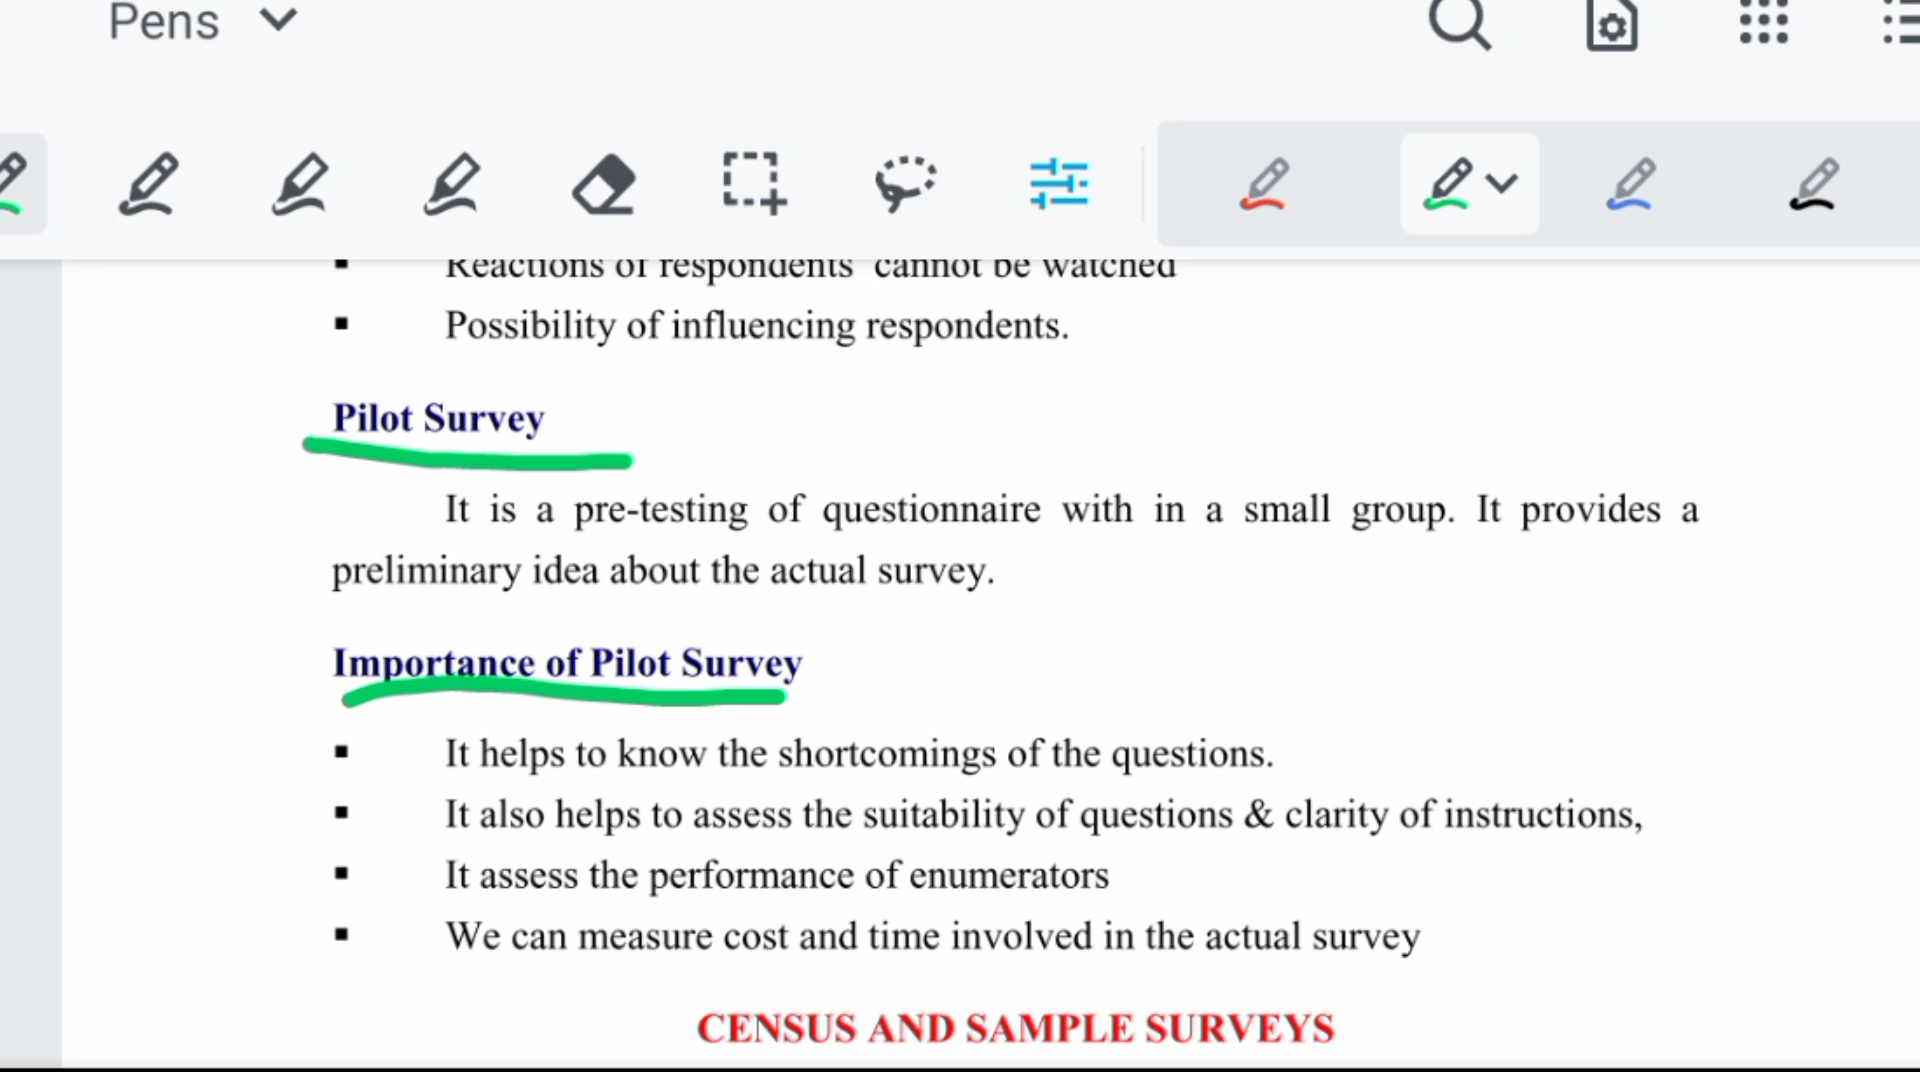 Pens
Reactions of respondents cannot be watched
▪ Possibility of influencing respondents.
Pilot Survey
It is a pre-testing of questionnaire with in a small group. It provides a
preliminary idea about the actual survey.
Importance of Pilot Survey
▪ It helps to know the shortcomings of the questions.
▪ It also helps to assess the suitability of questions & clarity of instructions,
▪ It assess the performance of enumerators
▪ We can measure cost and time involved in the actual survey
CENSUS AND SAMPLE SURVEYS